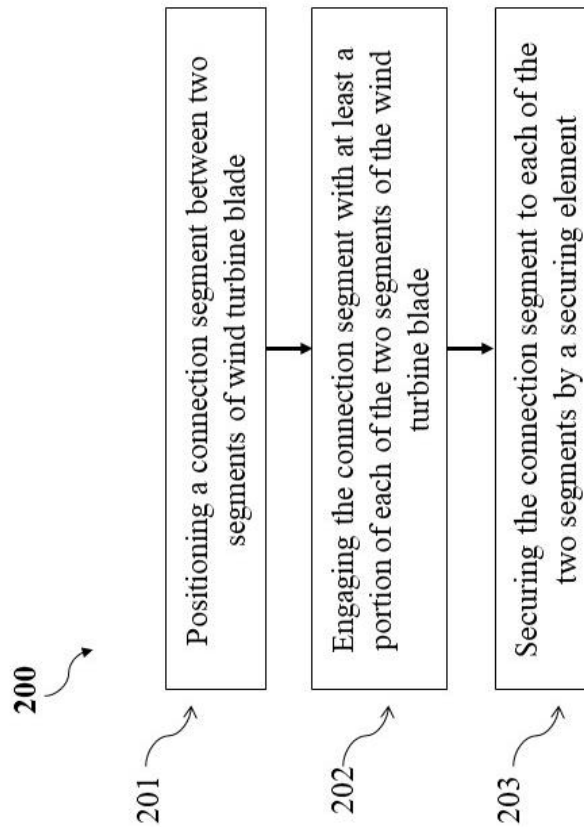 200
201
Positioning a connection segment between two
segments of wind turbine blade
202
Engaging the connection segment with at least a
portion of each of the two segments of the wind
turbine blade
203
Securing the connection segment to each of the
two segments by a securing element